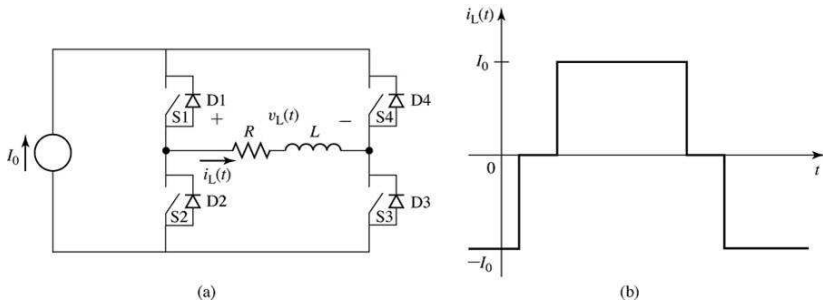 S1
D1
+
v_L(t)
−
S4
D4
R
L
I_0
i_L(t)
S2
D2
S3
D3
(a)
i_L(t)
I_0
0
t
−I_0
(b)